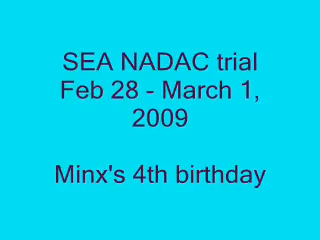 SEA NADAC trial
Feb 28 - March 1,
2009
Minx's 4th birthday